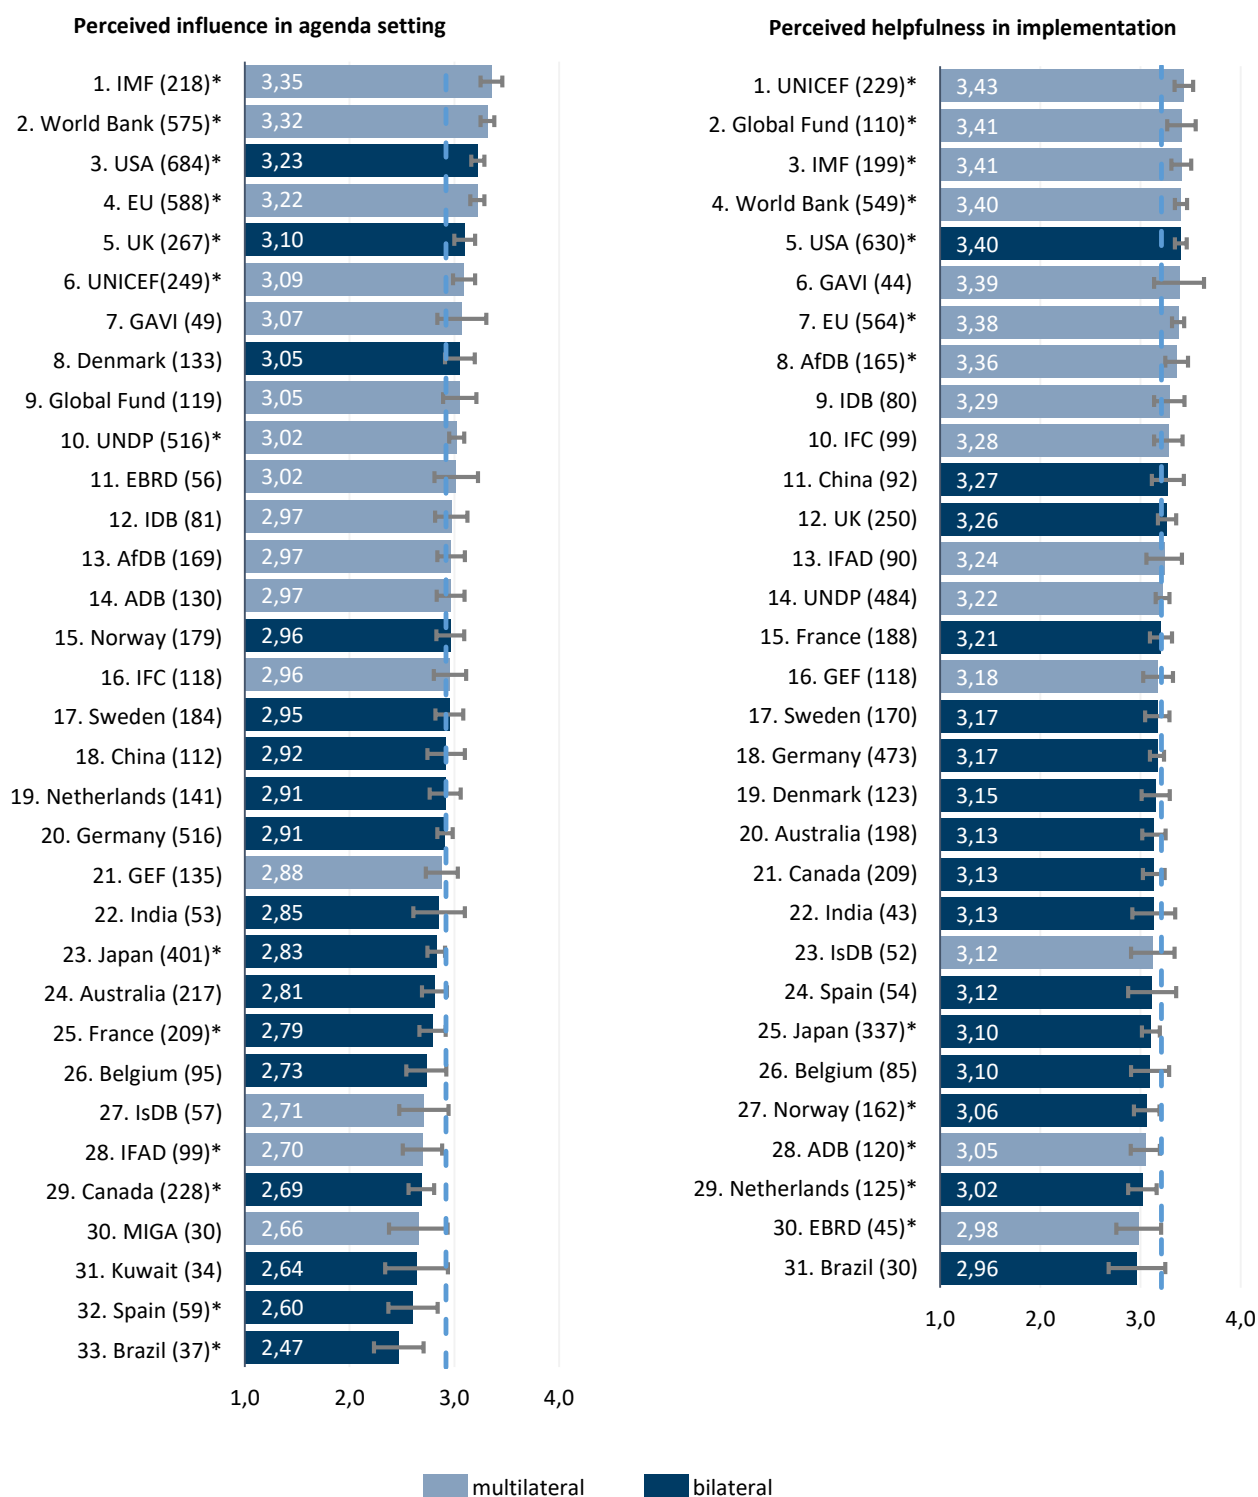 Perceived influence in agenda setting
1. IMF (218)* 3,35
2. World Bank (575)* 3,32
3. USA (684)* 3,23
4. EU (588)* 3,22
5. UK (267)* 3,10
6. UNICEF(249)* 3,09
7. GAVI (49) 3,07
8. Denmark (133) 3,05
9. Global Fund (119) 3,05
10. UNDP (516)* 3,02
11. EBRD (56) 3,02
12. IDB (81) 2,97
13. AfDB (169) 2,97
14. ADB (130) 2,97
15. Norway (179) 2,96
16. IFC (118) 2,96
17. Sweden (184) 2,95
18. China (112) 2,92
19. Netherlands (141) 2,91
20. Germany (516) 2,91
21. GEF (135) 2,88
22. India (53) 2,85
23. Japan (401)* 2,83
24. Australia (217) 2,81
25. France (209)* 2,79
26. Belgium (95) 2,73
27. IsDB (57) 2,71
28. IFAD (99)* 2,70
29. Canada (228)* 2,69
30. MIGA (30) 2,66
31. Kuwait (34) 2,64
32. Spain (59)* 2,60
33. Brazil (37)* 2,47
1,0 2,0 3,0 4,0
Perceived helpfulness in implementation
1. UNICEF (229)* 3,43
2. Global Fund (110)* 3,41
3. IMF (199)* 3,41
4. World Bank (549)* 3,40
5. USA (630)* 3,40
6. GAVI (44) 3,39
7. EU (564)* 3,38
8. AfDB (165)* 3,36
9. IDB (80) 3,29
10. IFC (99) 3,28
11. China (92) 3,27
12. UK (250) 3,26
13. IFAD (90) 3,24
14. UNDP (484) 3,22
15. France (188) 3,21
16. GEF (118) 3,18
17. Sweden (170) 3,17
18. Germany (473) 3,17
19. Denmark (123) 3,15
20. Australia (198) 3,13
21. Canada (209) 3,13
22. India (43) 3,13
23. IsDB (52) 3,12
24. Spain (54) 3,12
25. Japan (337)* 3,10
26. Belgium (85) 3,10
27. Norway (162)* 3,06
28. ADB (120)* 3,05
29. Netherlands (125)* 3,02
30. EBRD (45)* 2,98
31. Brazil (30) 2,96
1,0 2,0 3,0 4,0
multilateral bilateral